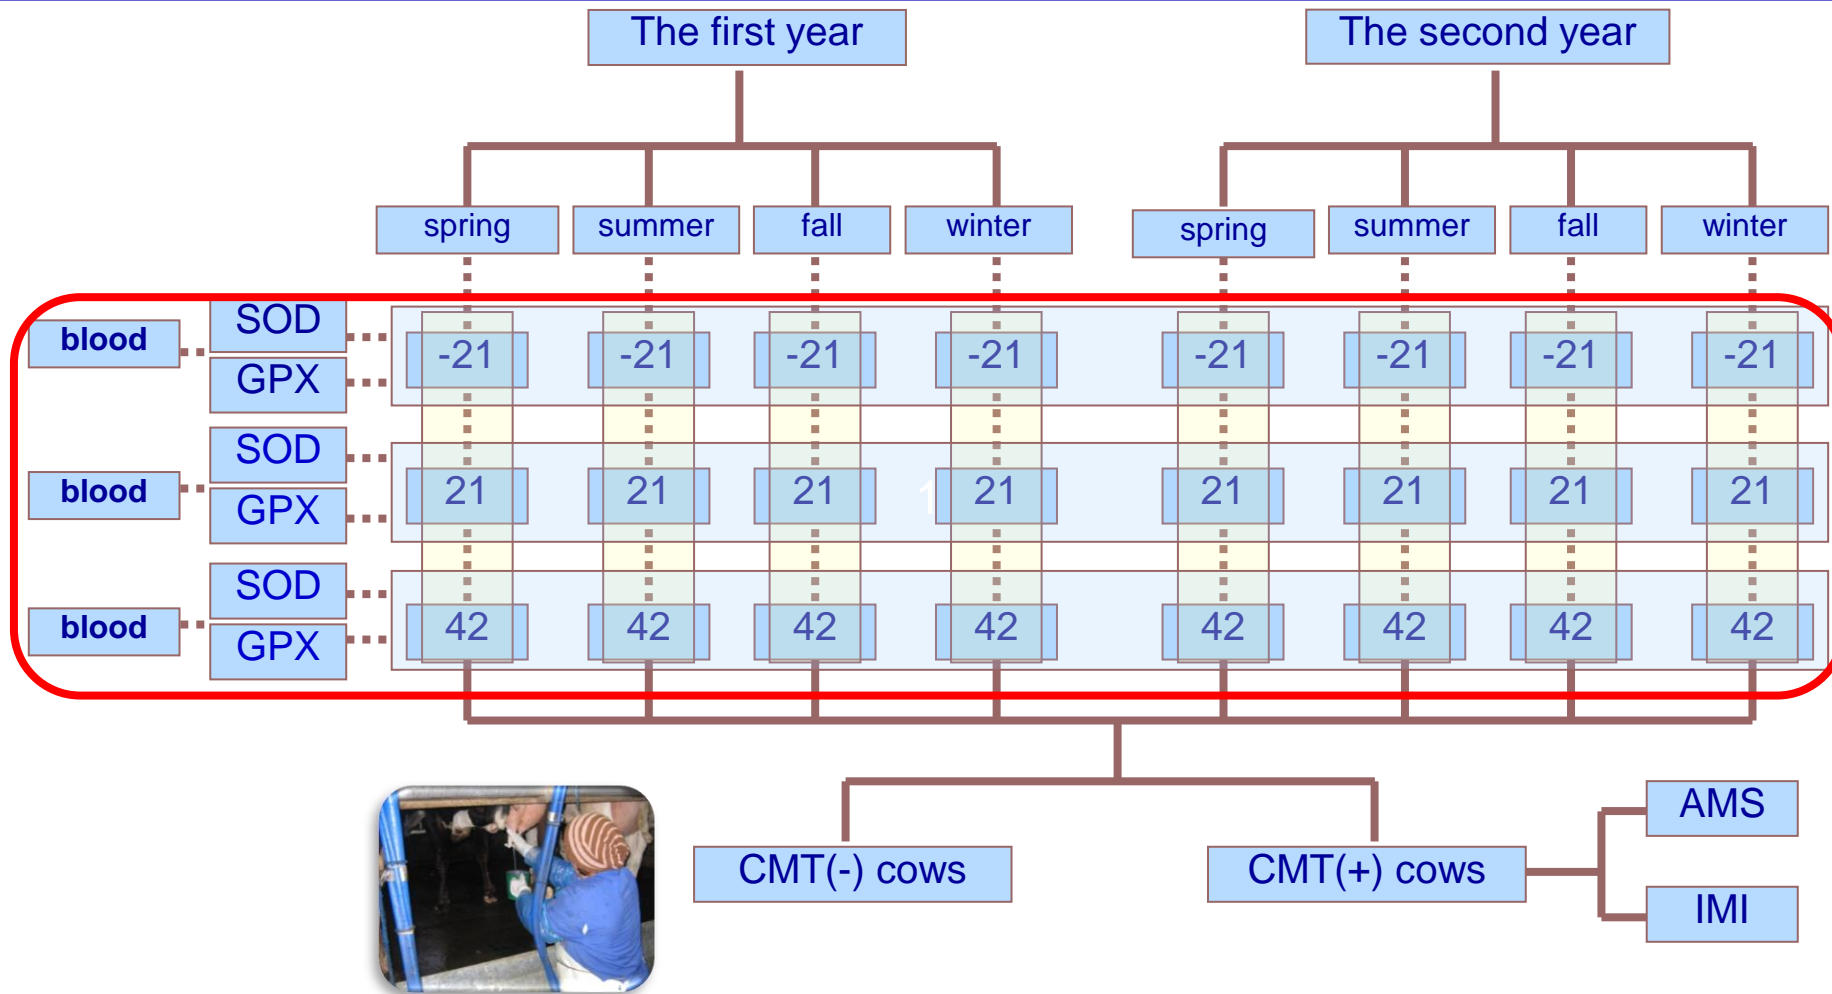 The first year
The second year
spring summer fall winter spring summer fall winter
blood SOD -21 -21 -21 -21 -21 -21 -21 -21
GPX
blood SOD 21 21 21 1 21 21 21 21 21
GPX
blood SOD 42 42 42 42 42 42 42 42
GPX
CMT(-) cows
CMT(+) cows
AMS
IMI